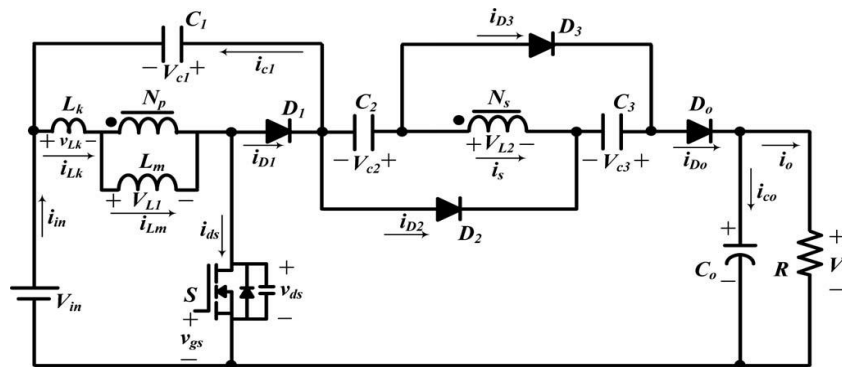 C1
iD3
D3
− Vc1 +
ic1
Lk
Np
D1
C2
Ns
C3
Do
+ vLk −
iLk
Lm
iD1
− Vc2 +
+ VL2 −
is
− Vc3 +
iDo
io
+ VL1 −
iLm
iin
ids
iD2
D2
ico
S
+
vds
−
Vin
+
vgs
−
+
Co
−
R
+
V
−